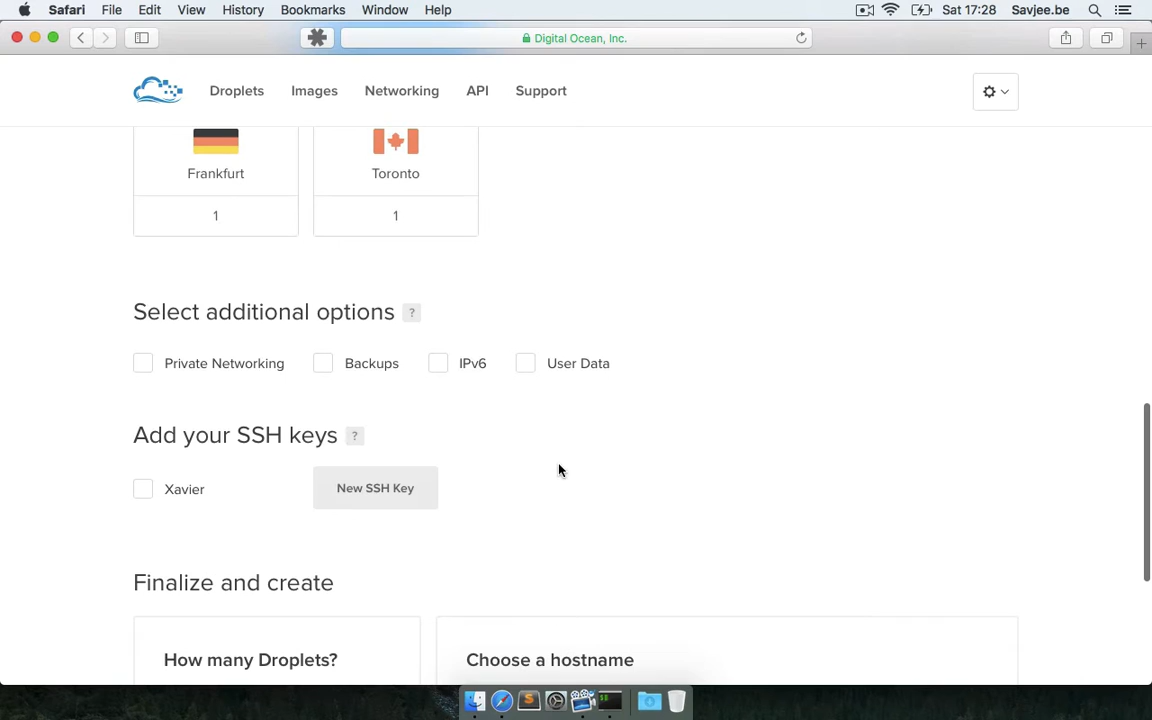 Safari File Edit View History Bookmarks Window Help Sat 17:28 Savjee.be
Digital Ocean, Inc.
Droplets Images Networking API Support
Frankfurt Toronto
1 1
Select additional options ?
Private Networking Backups IPv6 User Data
Add your SSH keys ?
Xavier New SSH Key
Finalize and create
How many Droplets? Choose a hostname